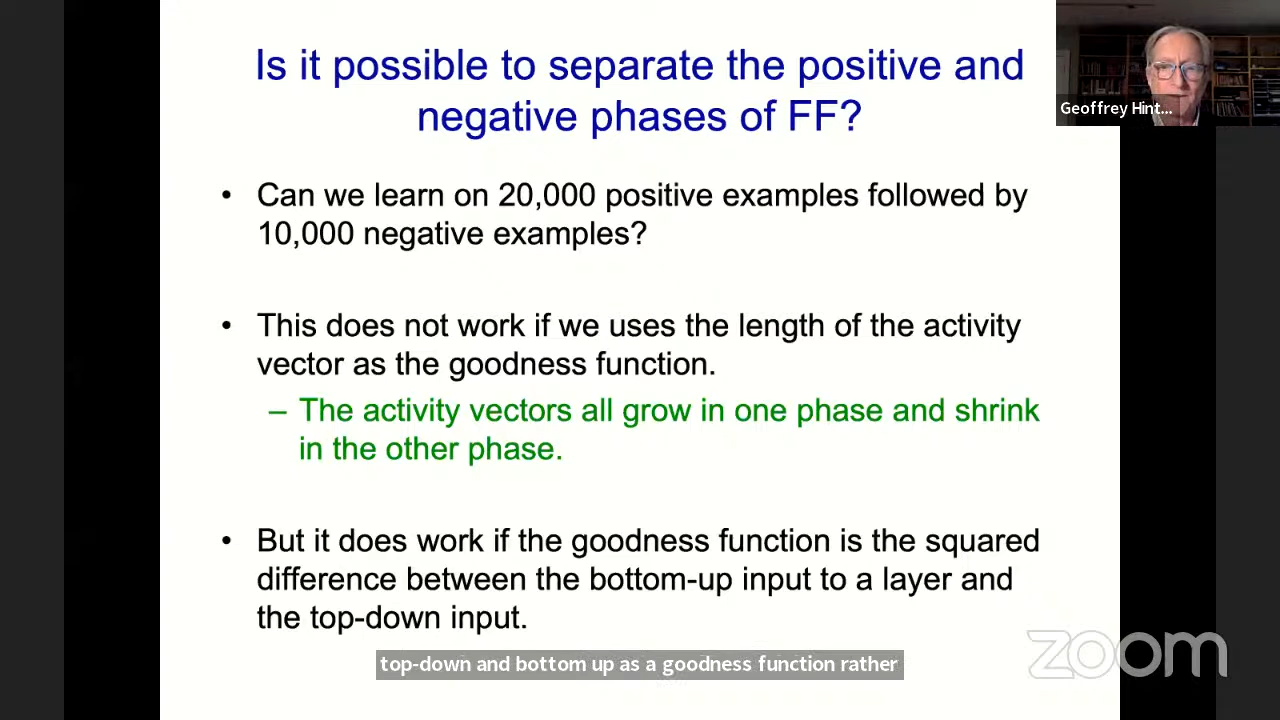 Is it possible to separate the positive and
negative phases of FF?
Geoffrey Hint...
• Can we learn on 20,000 positive examples followed by
10,000 negative examples?
• This does not work if we uses the length of the activity
vector as the goodness function.
– The activity vectors all grow in one phase and shrink
in the other phase.
• But it does work if the goodness function is the squared
difference between the bottom-up input to a layer and
the top-down input.
top-down and bottom up as a goodness function rather
zoom